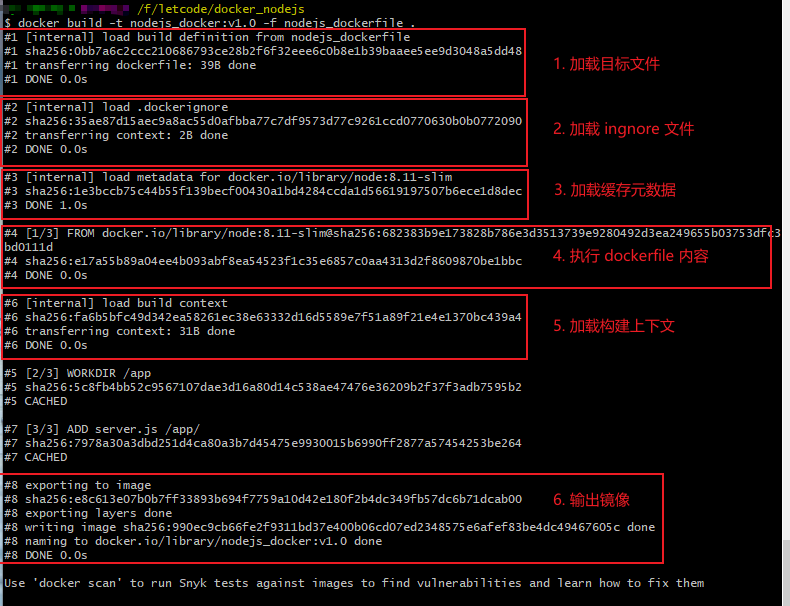 /f/letcode/docker_nodejs
$ docker build -t nodejs_docker:v1.0 -f nodejs_dockerfile .
#1 [internal] load build definition from nodejs_dockerfile
#1 sha256:0bb7a6c2ccc210686793ce28b2f6f32eee6c0b8e1b39baaee5ee9d3048a5dd48
#1 transferring dockerfile: 39B done
#1 DONE 0.0s
1. 加载目标文件
#2 [internal] load .dockerignore
#2 sha256:35ae87d15aec9a8ac55d0afbba77c7df9573d77c9261ccd0770630b0b0772090
#2 transferring context: 2B done
#2 DONE 0.0s
2. 加载 ingnore 文件
#3 [internal] load metadata for docker.io/library/node:8.11-slim
#3 sha256:1e3bccb75c44b55f139becf00430a1bd4284ccda1d56619197507b6ece1d8dec
#3 DONE 1.0s
3. 加载缓存元数据
#4 [1/3] FROM docker.io/library/node:8.11-slim@sha256:682383b9e173828b786e3d3513739e9280492d3ea249655b03753dfc3
bd0111d
#4 sha256:e17a55b89a04ee4b093abf8ea54523f1c35e6857c0aa4313d2f8609870be1bbc
#4 DONE 0.0s
4. 执行 dockerfile 内容
#6 [internal] load build context
#6 sha256:fa6b5bfc49d342ea58261ec38e63332d16d5589e7f51a89f21e4e1370bc439a4
#6 transferring context: 31B done
#6 DONE 0.0s
5. 加载构建上下文
#5 [2/3] WORKDIR /app
#5 sha256:5c8fb4bb52c9567107dae3d16a80d14c538ae47476e36209b2f37f3adb7595b2
#5 CACHED
#7 [3/3] ADD server.js /app/
#7 sha256:7978a30a3dbd251d4ca80a3b7d45475e9930015b6990ff2877a57454253be264
#7 CACHED
#8 exporting to image
#8 sha256:e8c613e07b0b7ff33893b694f7759a10d42e180f2b4dc349fb57dc6b71dcab00
#8 exporting layers done
#8 writing image sha256:990ec9cb66fe2f9311bd37e400b06cd07ed2348575e6afef83be4dc49467605c done
#8 naming to docker.io/library/nodejs_docker:v1.0 done
#8 DONE 0.0s
6. 输出镜像
Use 'docker scan' to run Snyk tests against images to find vulnerabilities and learn how to fix them